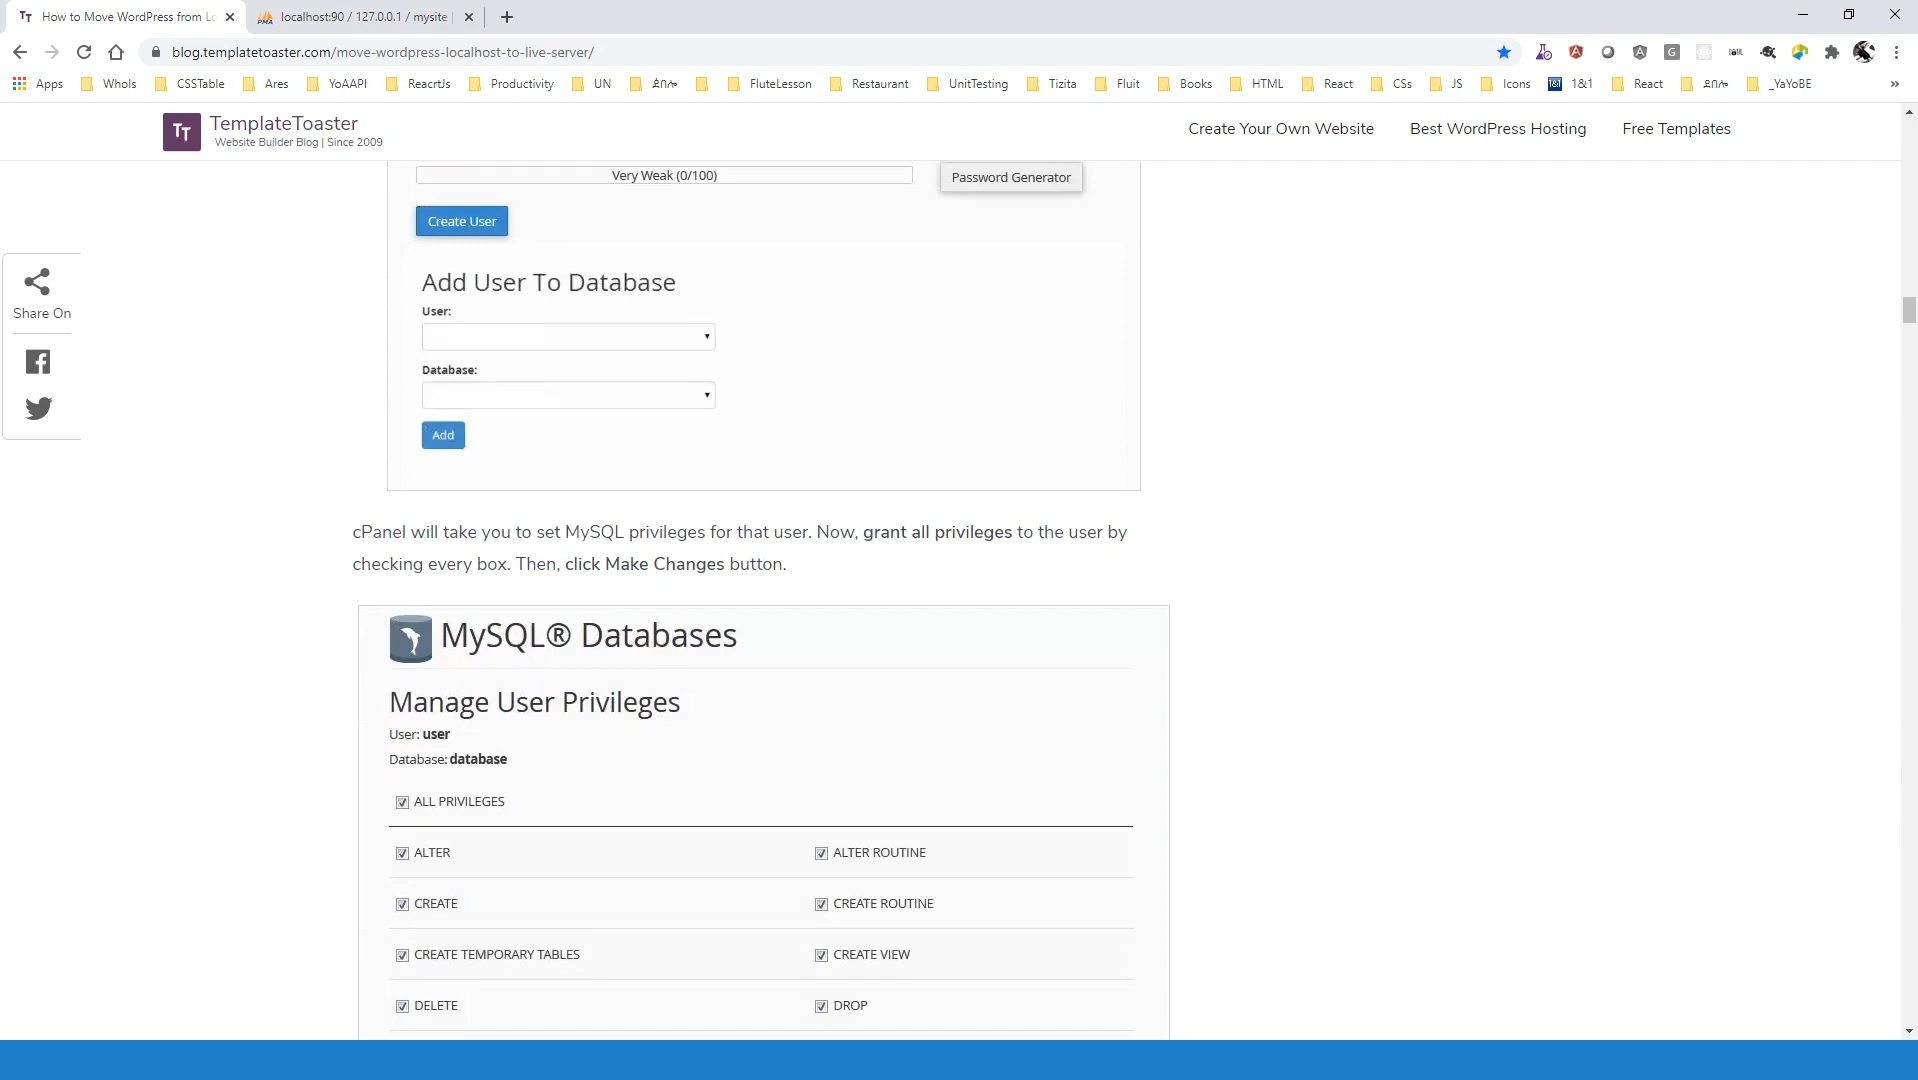 How to Move WordPress from Lo
localhost:90 / 127.0.0.1 / mysite |
blog.templatetoaster.com/move-wordpress-localhost-to-live-server/
Apps WhoIs CSSTable Ares YoAAPI ReacrtJs Productivity UN FluteLesson Restaurant UnitTesting Tizita Fluit Books HTML React CSs JS Icons 1&1 React _YaYoBE »
TT TemplateToaster
Website Builder Blog | Since 2009
Create Your Own Website Best WordPress Hosting Free Templates
Very Weak (0/100) Password Generator
Create User
Add User To Database
User:
Database:
Add
Share On
cPanel will take you to set MySQL privileges for that user. Now, grant all privileges to the user by
checking every box. Then, click Make Changes button.
MySQL® Databases
Manage User Privileges
User: user
Database: database
ALL PRIVILEGES
ALTER ALTER ROUTINE
CREATE CREATE ROUTINE
CREATE TEMPORARY TABLES CREATE VIEW
DELETE DROP